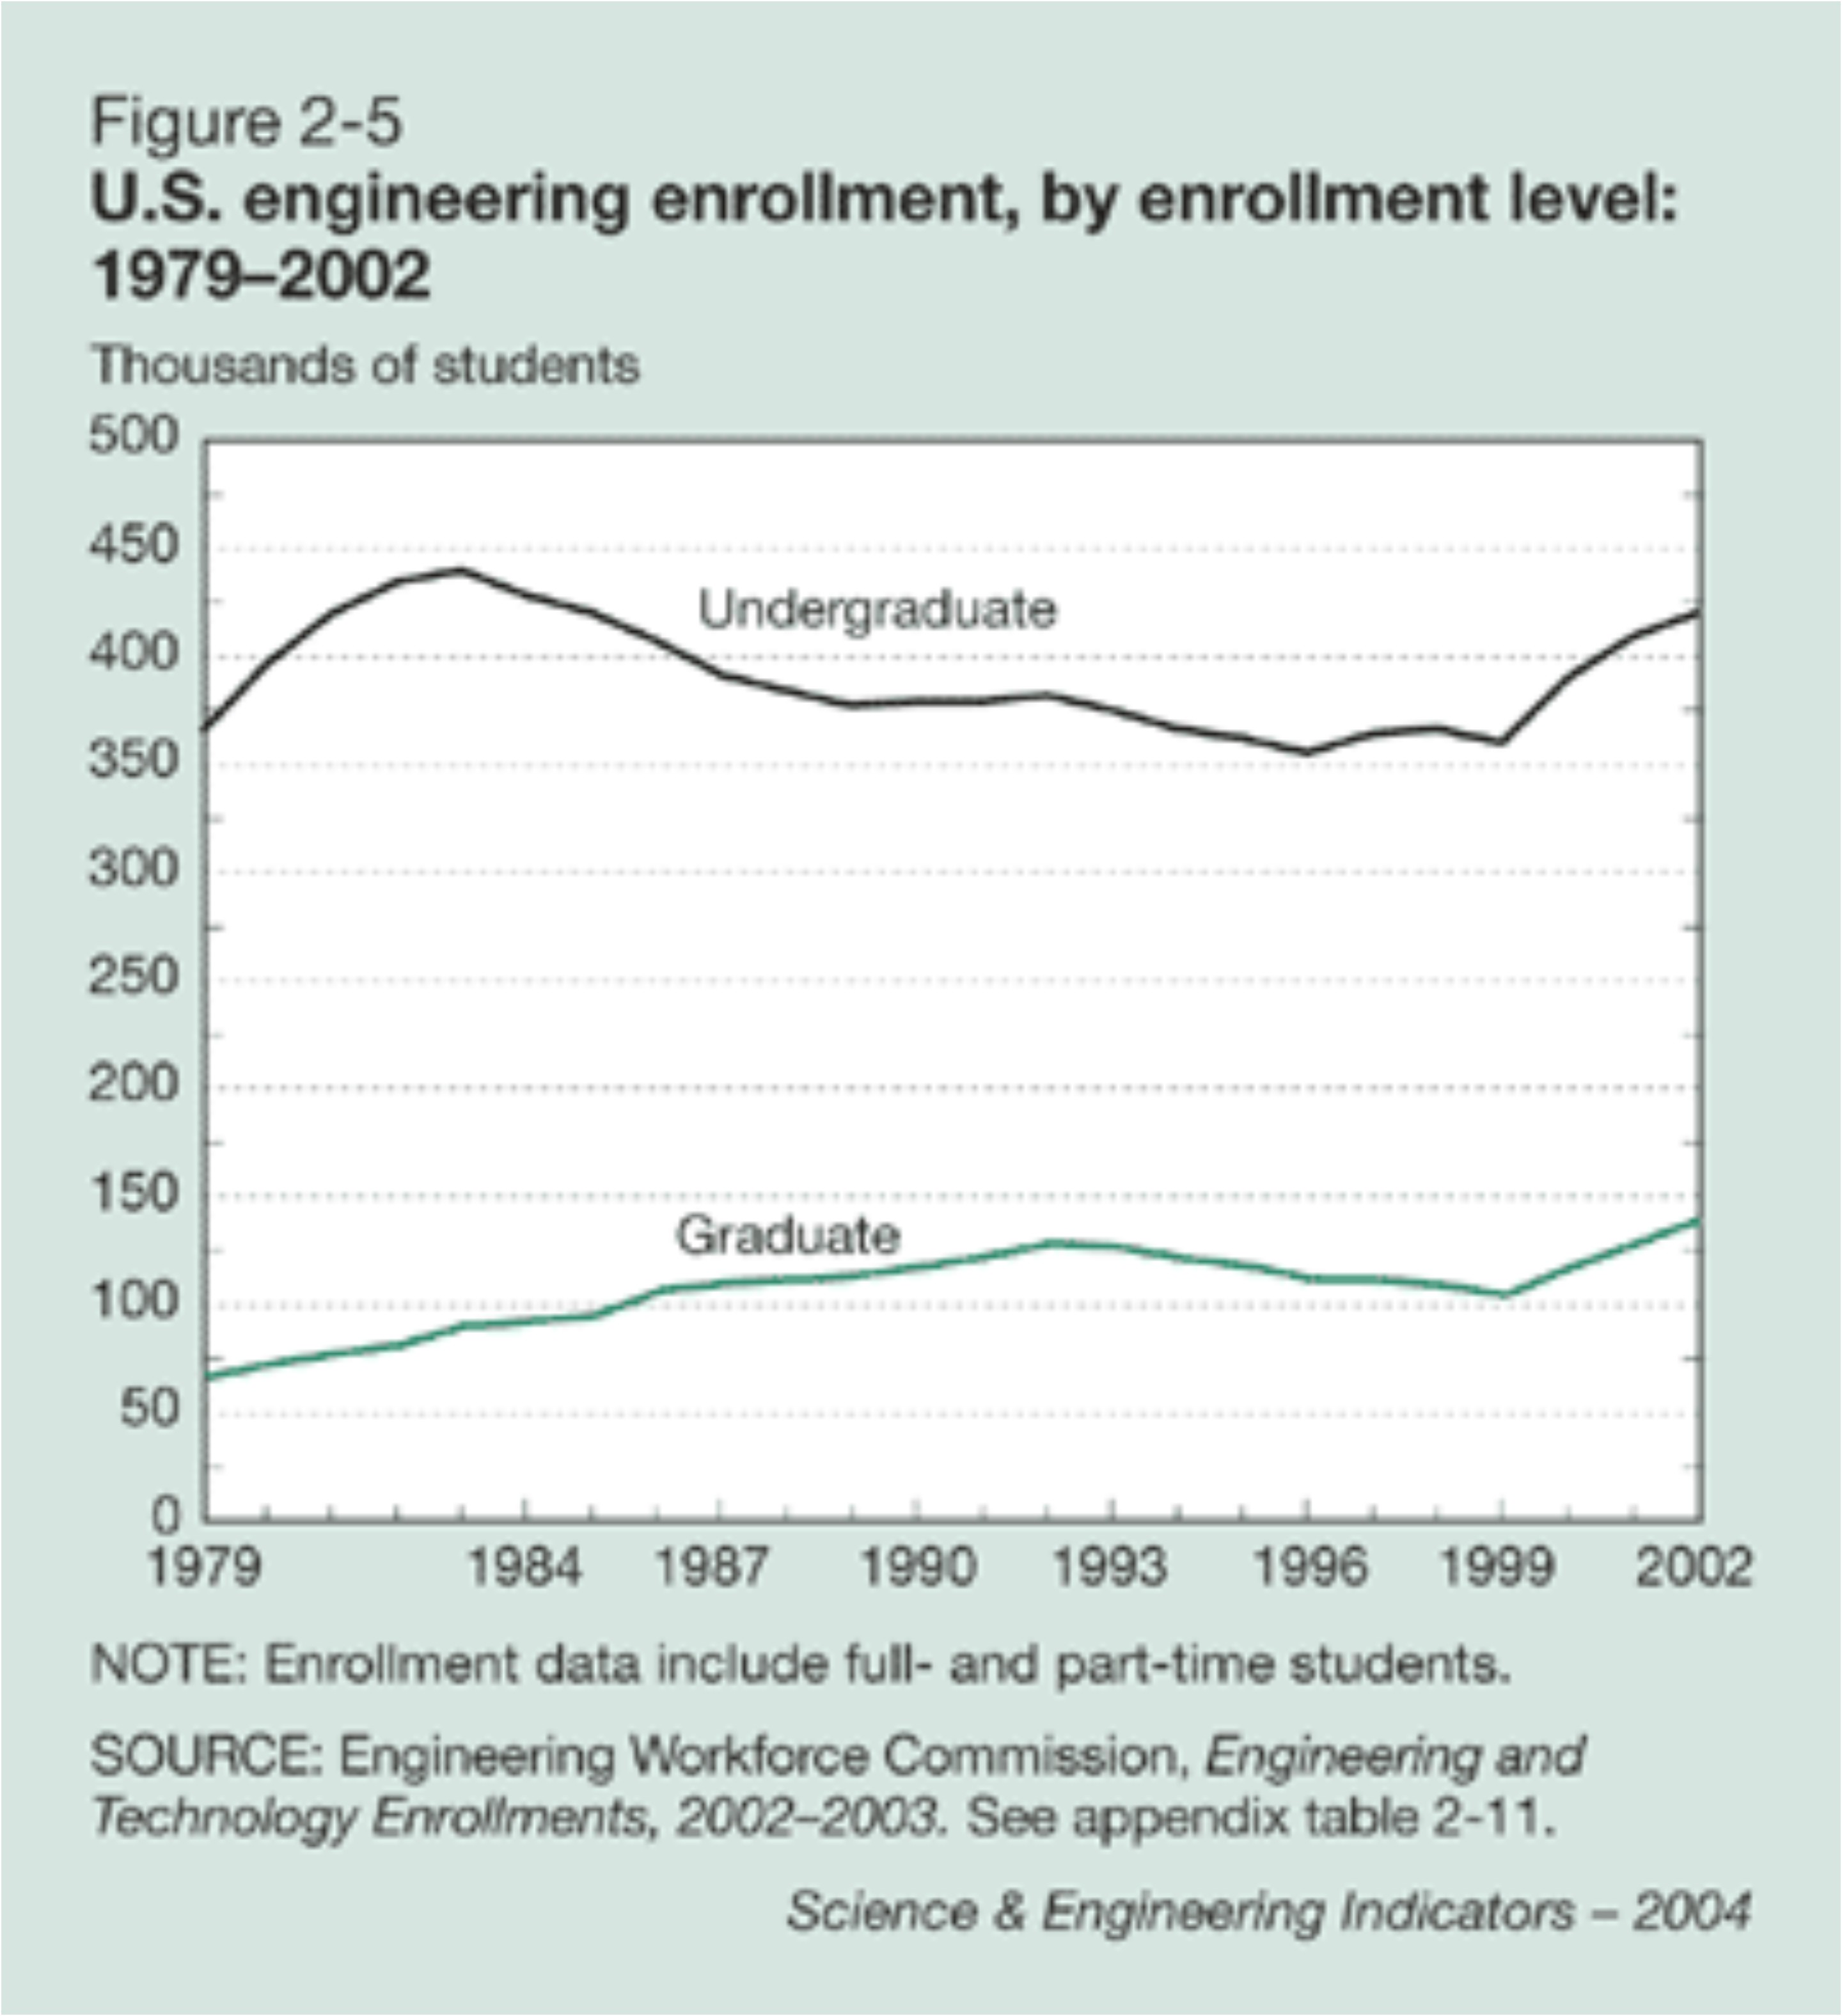 Figure 2-5
U.S. engineering enrollment, by enrollment level:
1979–2002
Thousands of students
500
450
Undergraduate
400
350
300
250
200
150
Graduate
100
50
0
1979 1984 1987 1990 1993 1996 1999 2002
NOTE: Enrollment data include full- and part-time students.
SOURCE: Engineering Workforce Commission, Engineering and
Technology Enrollments, 2002–2003. See appendix table 2-11.
Science & Engineering Indicators – 2004